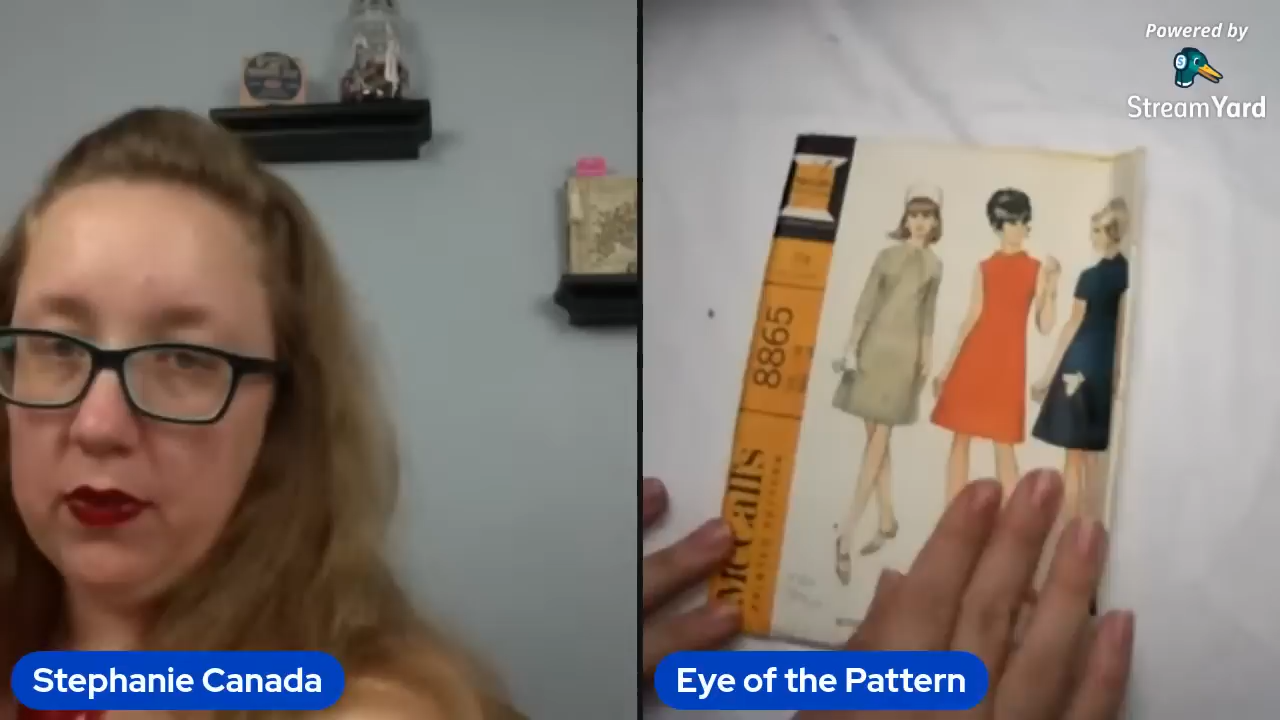 Powered by
StreamYard
8865
McCall's
Stephanie Canada
Eye of the Pattern